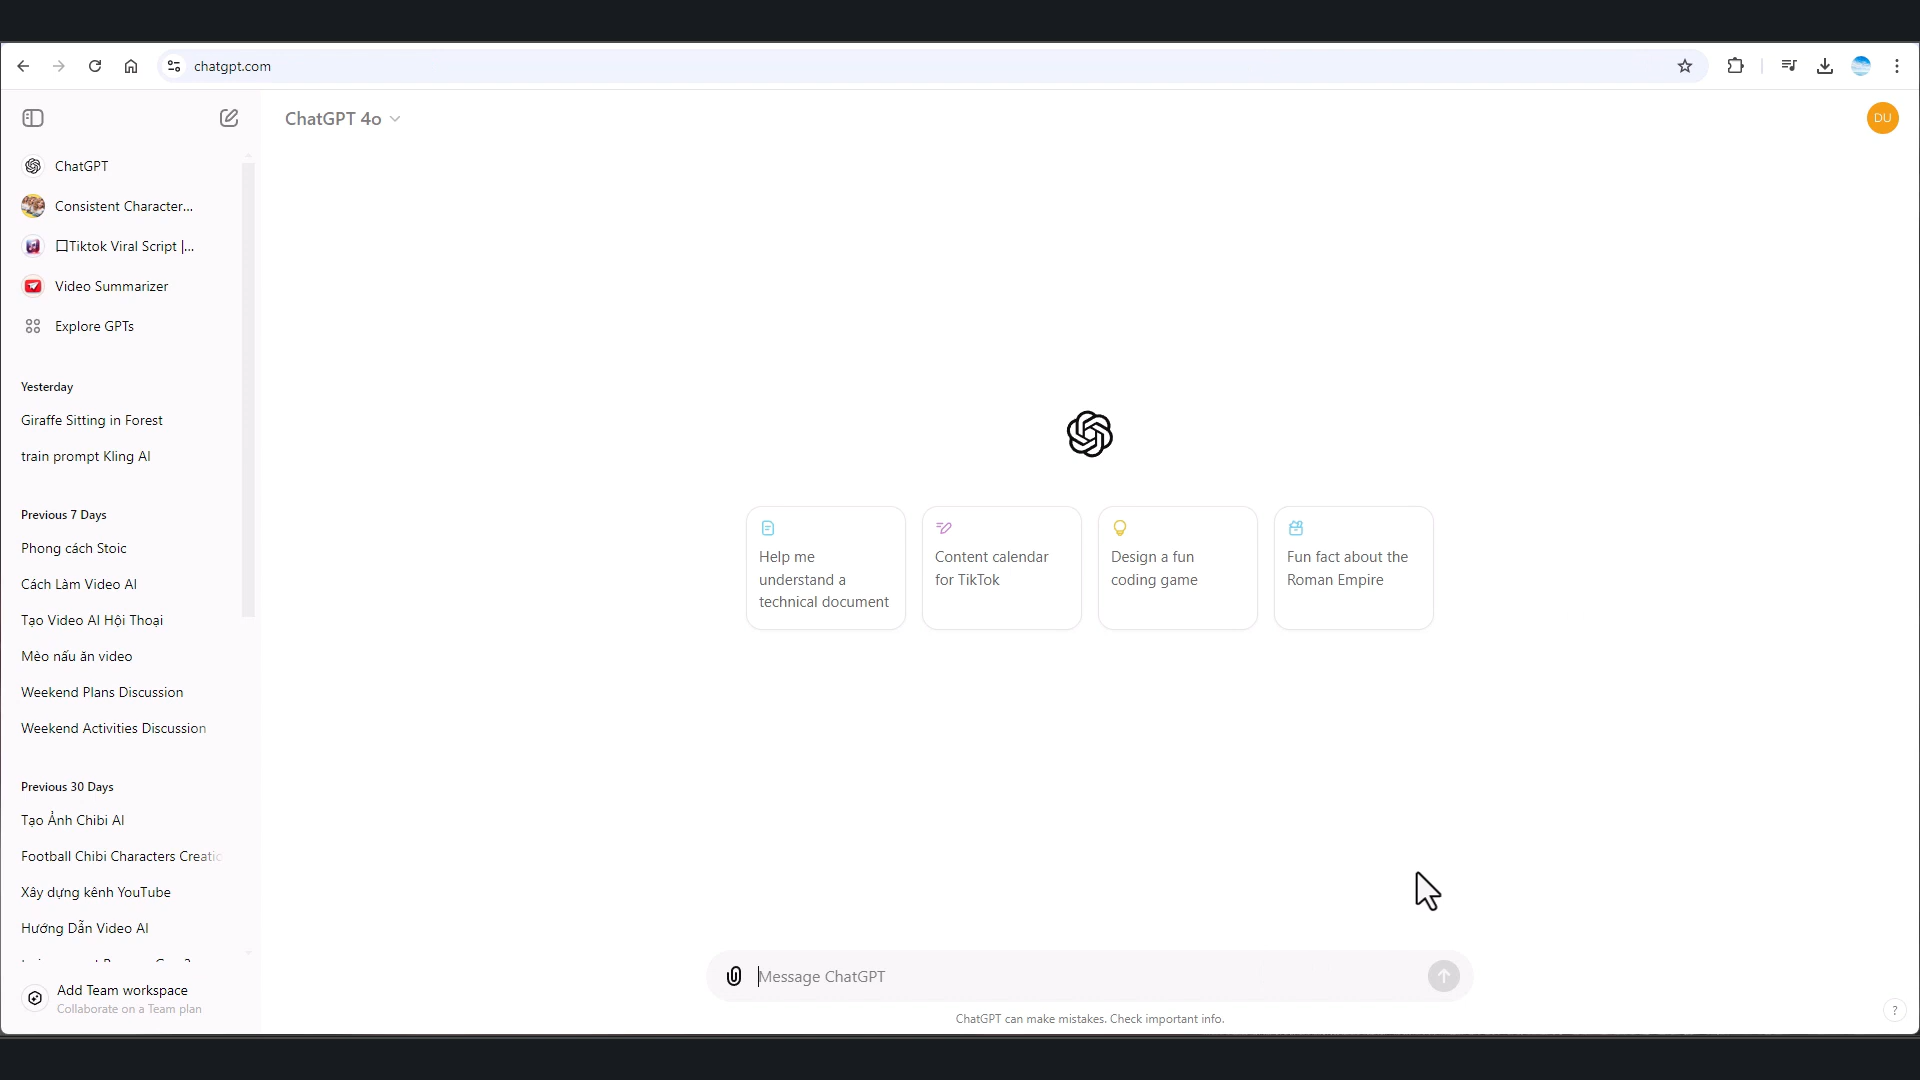 chatgpt.com
ChatGPT 4o
DU
ChatGPT
Consistent Character...
Tiktok Viral Script |...
Video Summarizer
Explore GPTs
Yesterday
Giraffe Sitting in Forest
train prompt Kling AI
Previous 7 Days
Phong cách Stoic
Cách Làm Video AI
Tạo Video AI Hội Thoại
Mèo nấu ăn video
Weekend Plans Discussion
Weekend Activities Discussion
Previous 30 Days
Tạo Ảnh Chibi AI
Football Chibi Characters Creatic
Xây dựng kênh YouTube
Hướng Dẫn Video AI
Add Team workspace
Collaborate on a Team plan
Help me
understand a
technical document
Content calendar
for TikTok
Design a fun
coding game
Fun fact about the
Roman Empire
Message ChatGPT
ChatGPT can make mistakes. Check important info.
?